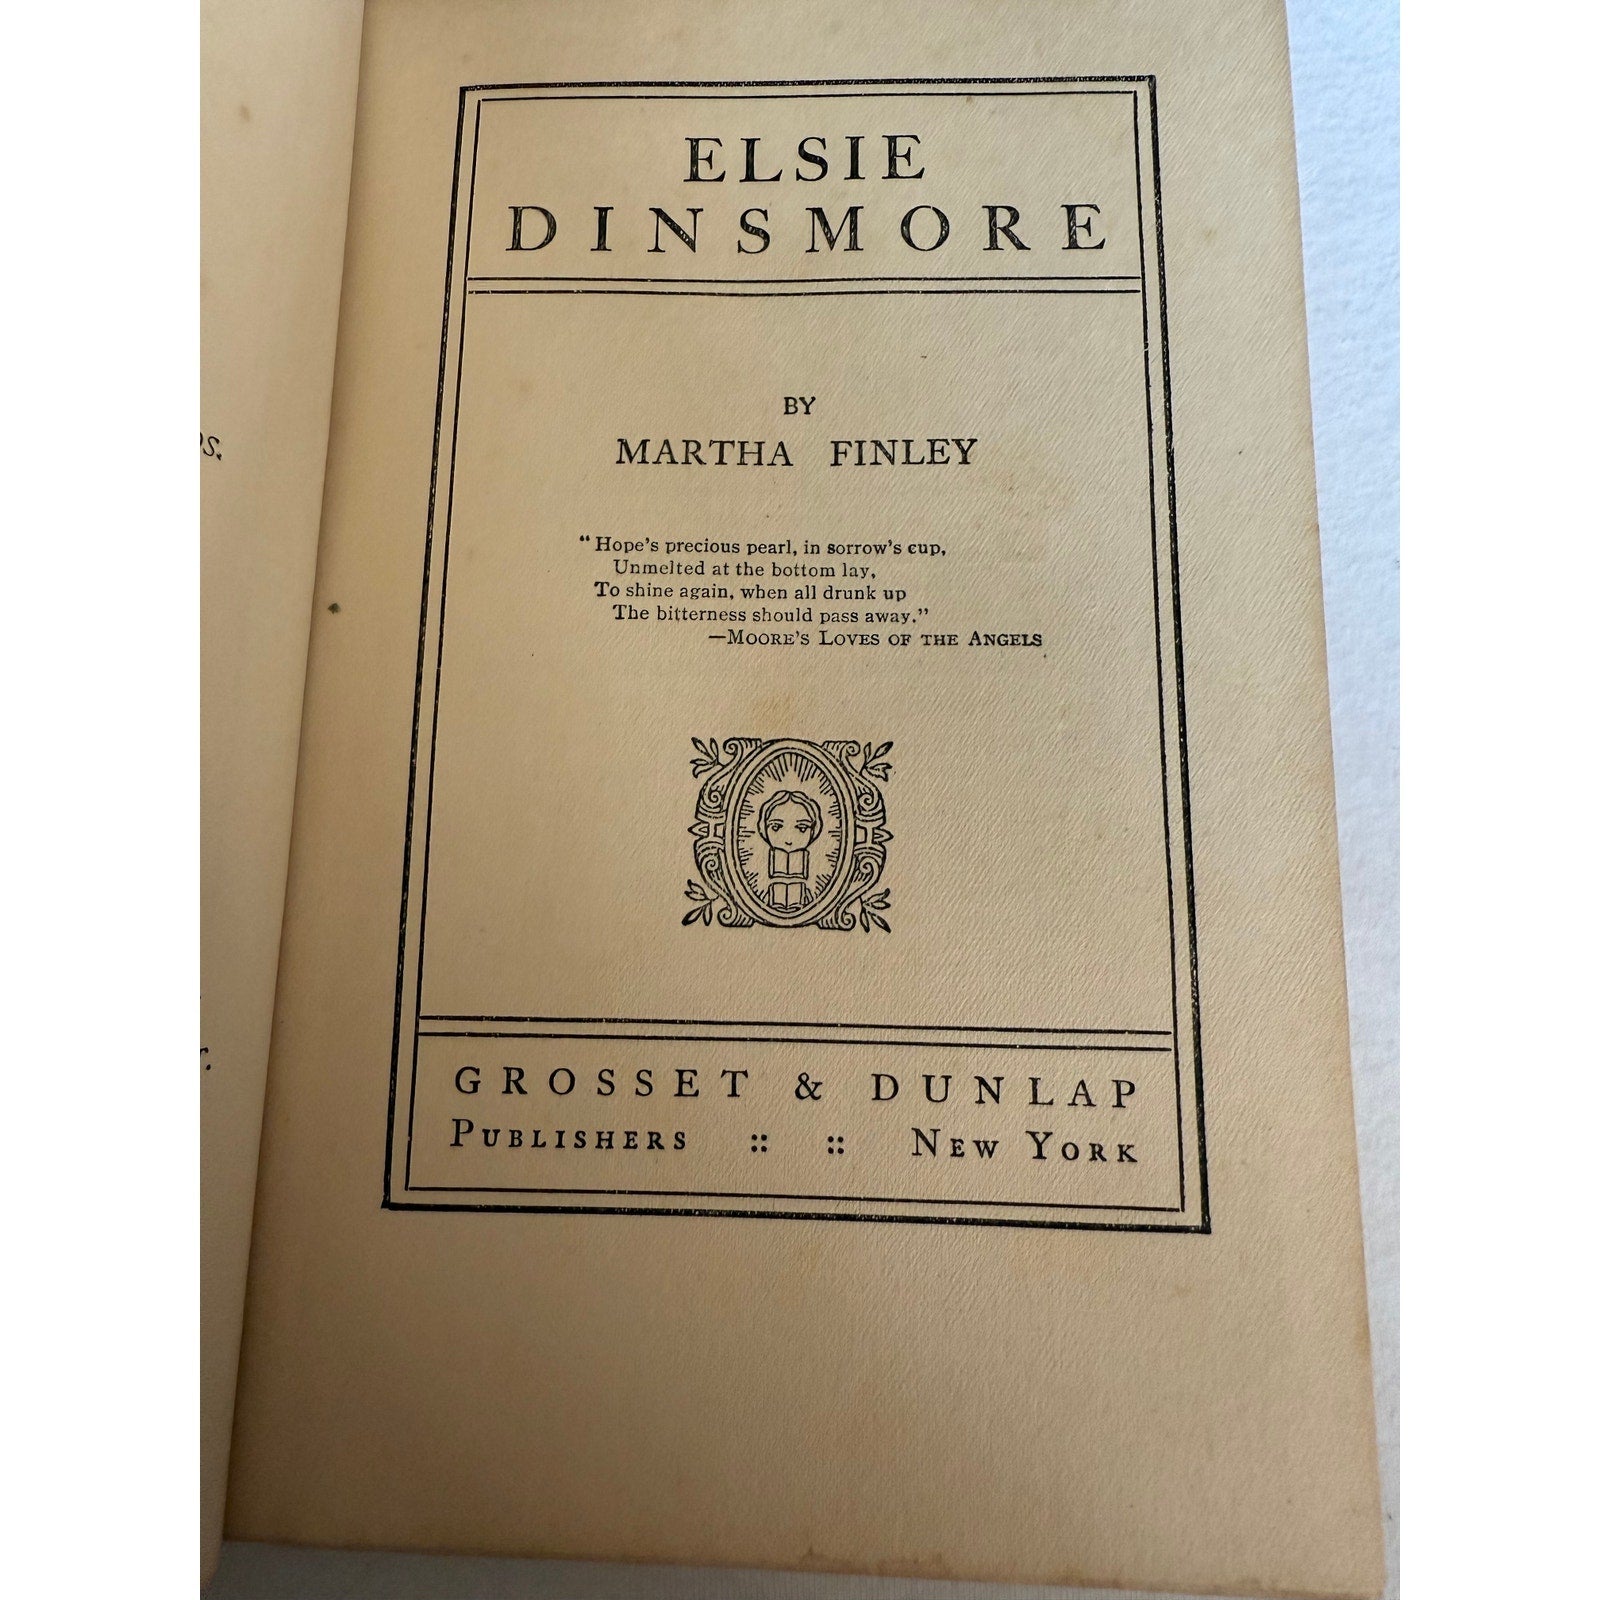 ELSIE
DINSMORE
BY
MARTHA FINLEY
“Hope's precious pearl, in sorrow's cup,
Unmelted at the bottom lay,
To shine again, when all drunk up
The bitterness should pass away.”
—MOORE'S LOVES OF THE ANGELS
GROSSET & DUNLAP
PUBLISHERS :: :: NEW YORK